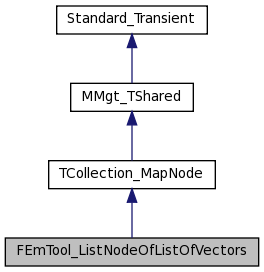 Standard_Transient
MMgt_TShared
TCollection_MapNode
FEmTool_ListNodeOfListOfVectors